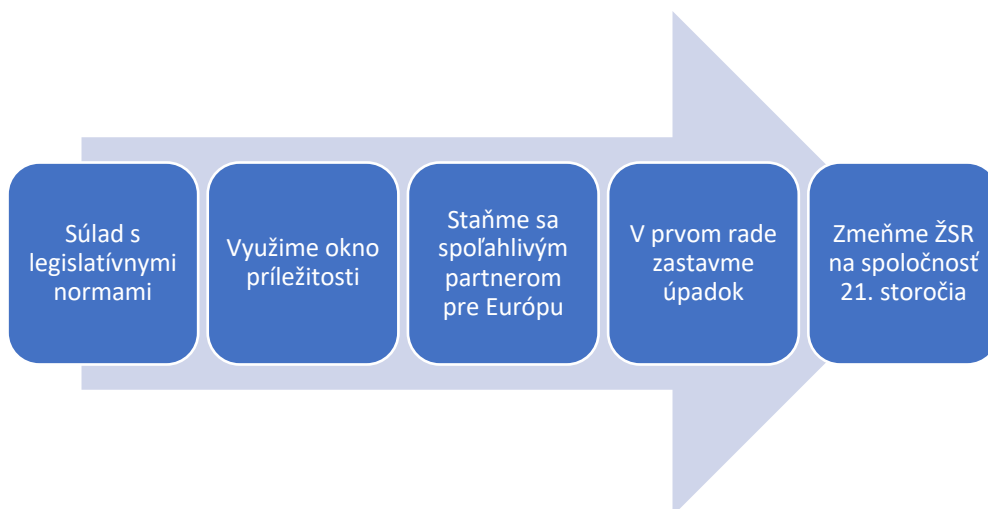 Súlad s
legislatívnymi
normami
Využime okno
príležitosti
Staňme sa
spoľahlivým
partnerom
pre Európu
V prvom rade
zastavme
úpadok
Zmeňme ŽSR
na spoločnosť
21. storočia